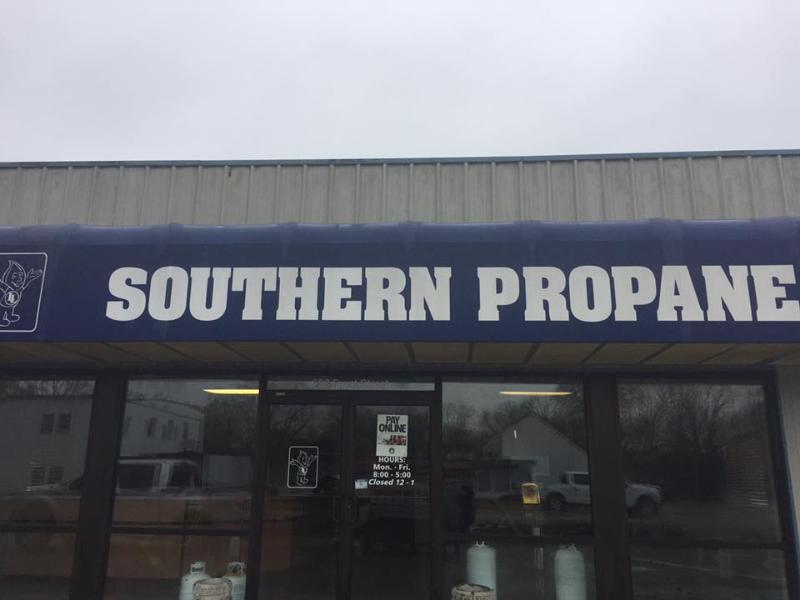 SOUTHERN PROPANE
PAY
ONLINE
HOURS:
Mon. - Fri.
8:00 - 5:00
Closed 12 - 1